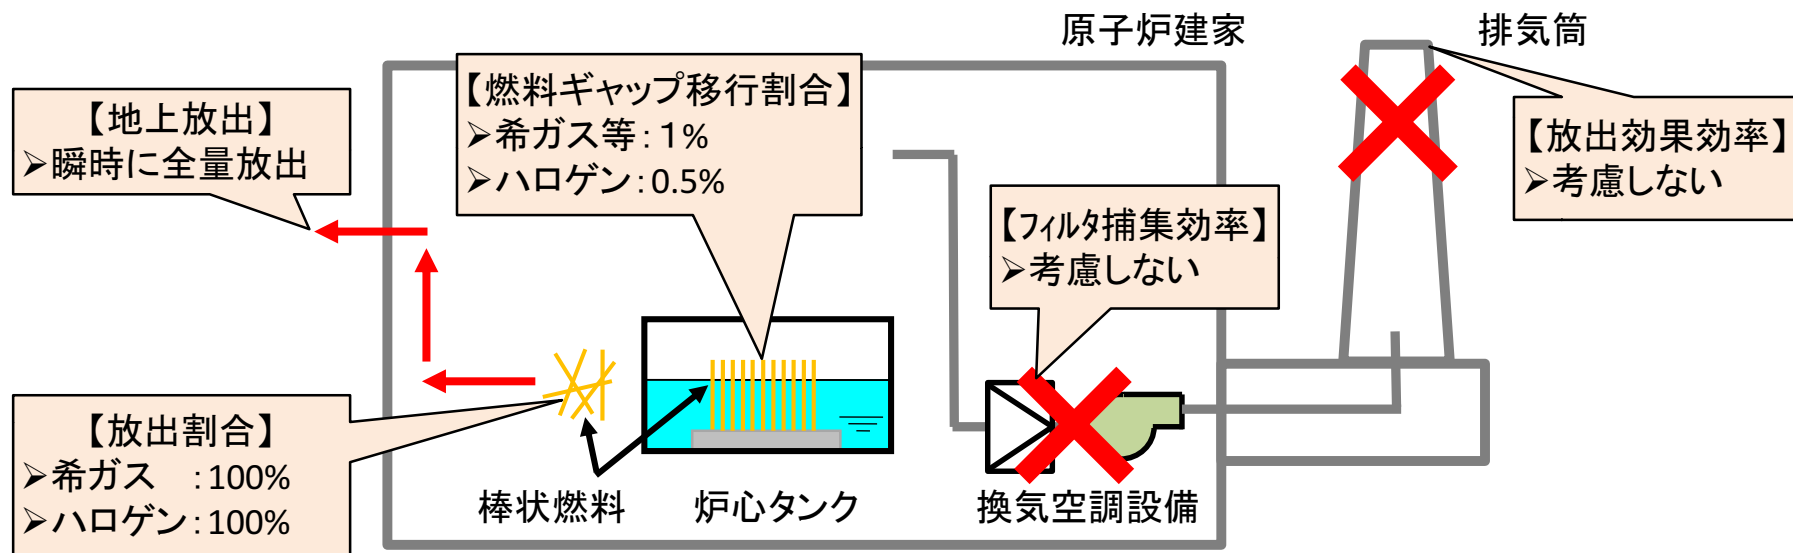 原子炉建家
排気筒
【燃料ギャップ移行割合】
➢希ガス等:1%
➢ハロゲン:0.5%
【地上放出】
➢瞬時に全量放出
【放出効果効率】
➢考慮しない
【フィルタ捕集効率】
➢考慮しない
【放出割合】
➢希ガス :100%
➢ハロゲン:100%
棒状燃料
炉心タンク
換気空調設備